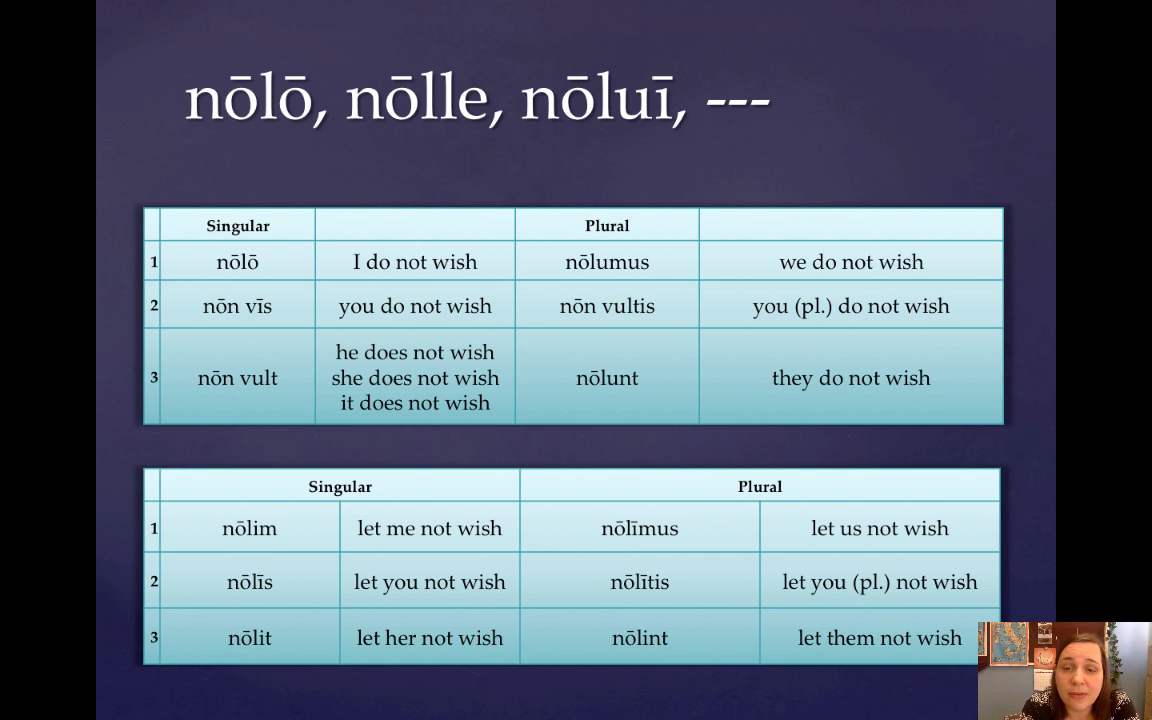 nōlō, nōlle, nōluī, ---
Singular Plural
1 nōlō I do not wish nōlumus we do not wish
2 nōn vīs you do not wish nōn vultis you (pl.) do not wish
he does not wish
3 nōn vult she does not wish nōlunt they do not wish
it does not wish
Singular Plural
1 nōlim let me not wish nōlīmus let us not wish
2 nōlīs let you not wish nōlītis let you (pl.) not wish
3 nōlit let her not wish nōlint let them not wish